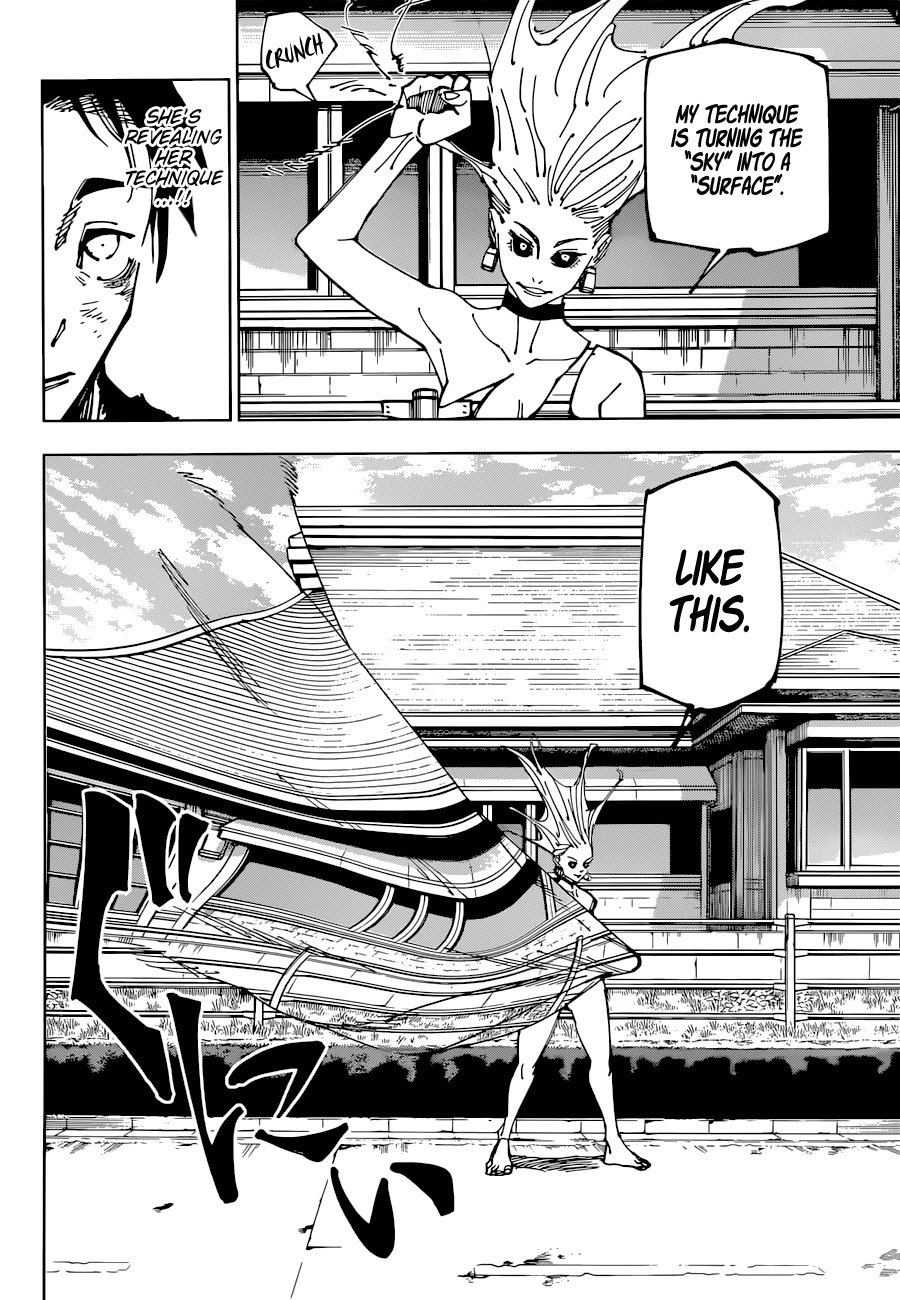 SHE'S
REVEALING
HER
TECHNIQUE
...!!
CRUNCH
MY TECHNIQUE
IS TURNING THE
"SKY" INTO A
"SURFACE".
LIKE
THIS.